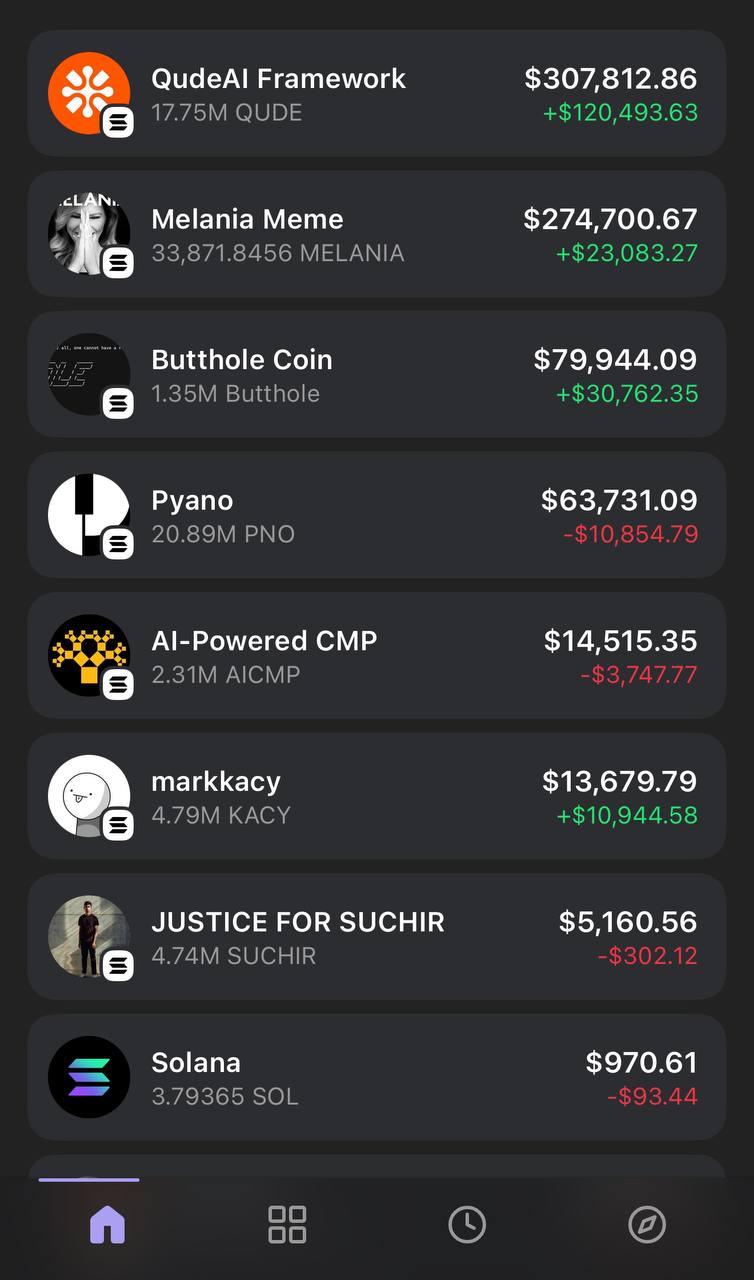 QudeAI Framework
$307,812.86
17.75M QUDE
+$120,493.63
Melania Meme
$274,700.67
33,871.8456 MELANIA
+$23,083.27
all, one cannot have a
Butthole Coin
$79,944.09
1.35M Butthole
+$30,762.35
Pyano
$63,731.09
20.89M PNO
-$10,854.79
AI-Powered CMP
$14,515.35
2.31M AICMP
-$3,747.77
markkacy
$13,679.79
4.79M KACY
+$10,944.58
JUSTICE FOR SUCHIR
$5,160.56
4.74M SUCHIR
-$302.12
Solana
$970.61
3.79365 SOL
-$93.44